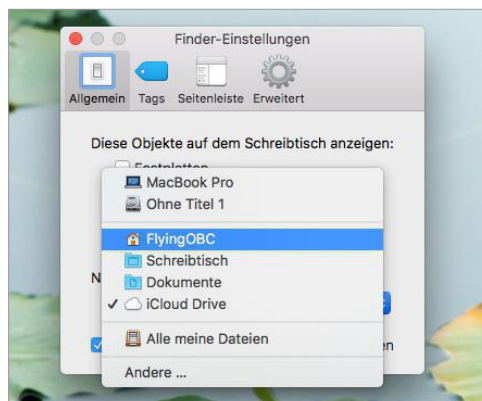 Finder-Einstellungen
Allgemein Tags Seitenleiste Erweitert
Diese Objekte auf dem Schreibtisch anzeigen:
MacBook Pro
Ohne Titel 1
FlyingOBC
Schreibtisch
N
Dokumente
iCloud Drive
Alle meine Dateien
en
Andere ...